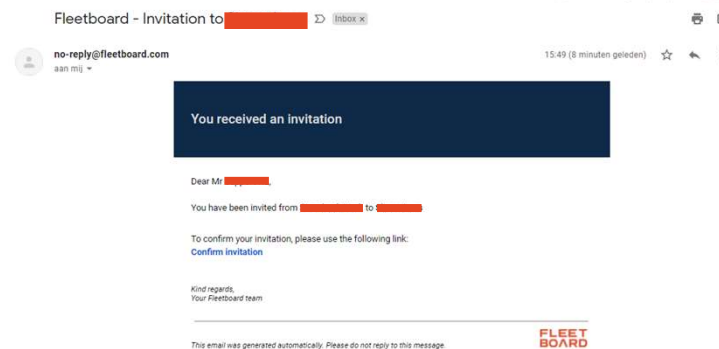 Fleetboard - Invitation to
Inbox x
no-reply@fleetboard.com
15:49 (8 minuten geleden)
aan mij
You received an invitation
Dear Mr
You have been invited from to
To confirm your invitation, please use the following link:
Confirm invitation
Kind regards,
Your Fleetboard team
This email was generated automatically. Please do not reply to this message.
FLEET
BOARD